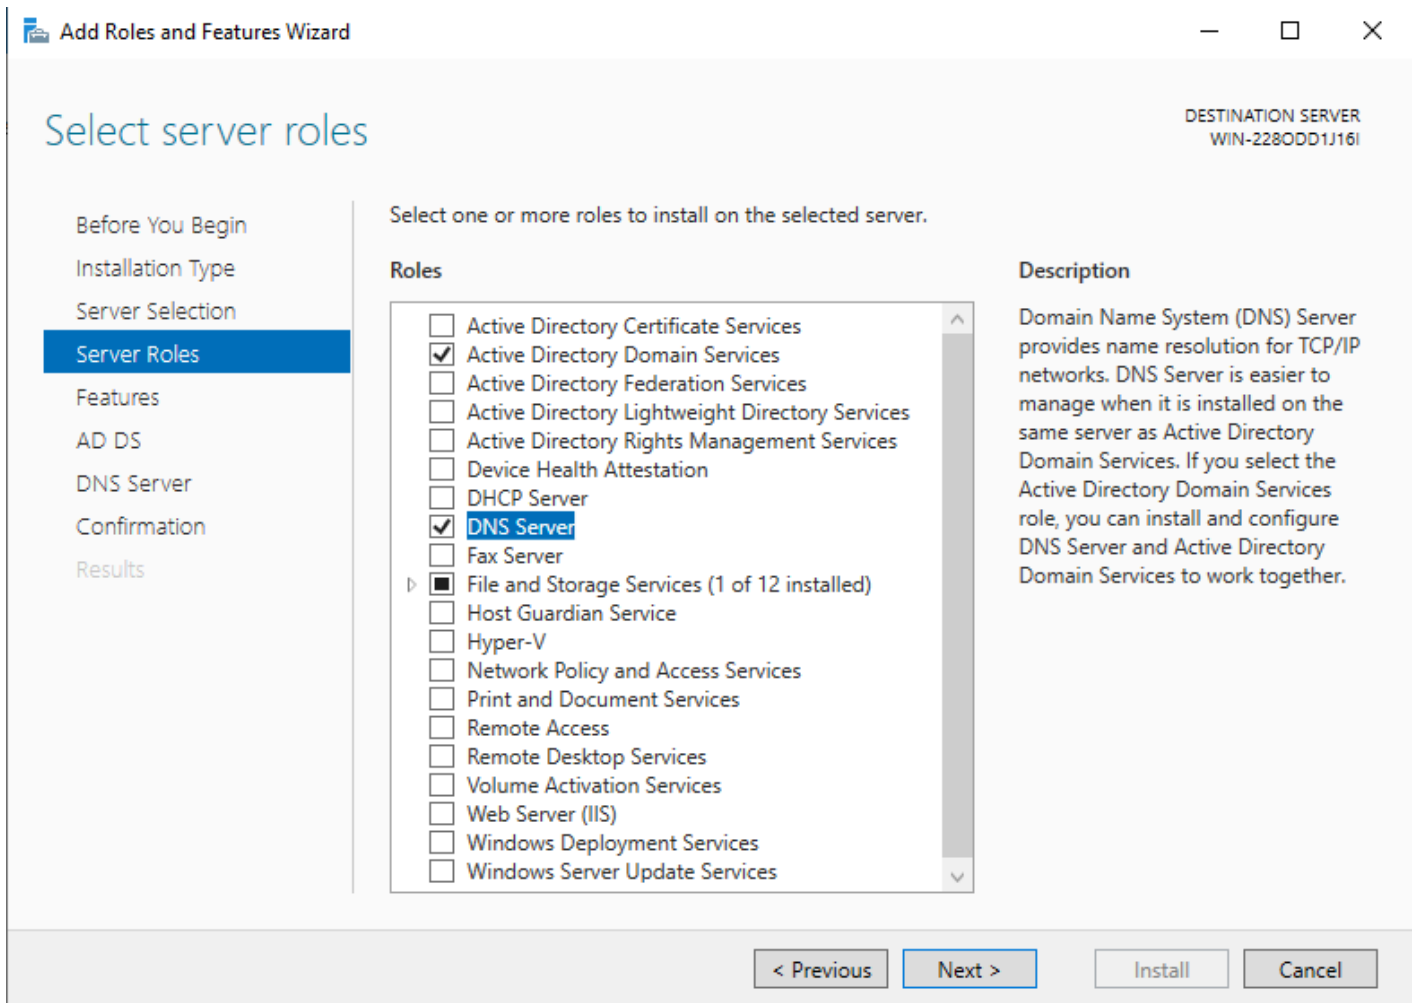 Add Roles and Features Wizard
Select server roles
DESTINATION SERVER
WIN-228ODD1J16I
Before You Begin
Installation Type
Server Selection
Server Roles
Features
AD DS
DNS Server
Confirmation
Results
Select one or more roles to install on the selected server.
Roles
Active Directory Certificate Services
Active Directory Domain Services
Active Directory Federation Services
Active Directory Lightweight Directory Services
Active Directory Rights Management Services
Device Health Attestation
DHCP Server
DNS Server
Fax Server
File and Storage Services (1 of 12 installed)
Host Guardian Service
Hyper-V
Network Policy and Access Services
Print and Document Services
Remote Access
Remote Desktop Services
Volume Activation Services
Web Server (IIS)
Windows Deployment Services
Windows Server Update Services
Description
Domain Name System (DNS) Server
provides name resolution for TCP/IP
networks. DNS Server is easier to
manage when it is installed on the
same server as Active Directory
Domain Services. If you select the
Active Directory Domain Services
role, you can install and configure
DNS Server and Active Directory
Domain Services to work together.
< Previous
Next >
Install
Cancel